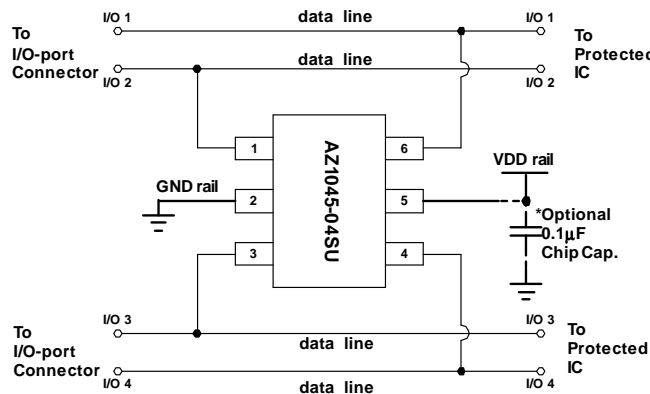 I/O 1
data line
I/O 1
To
I/O-port
Connector
To
Protected
IC
I/O 2
data line
I/O 2
1
6
AZ1045-04SU
VDD rail
GND rail
2
5
*Optional
0.1µF
Chip Cap.
3
4
I/O 3
data line
I/O 3
To
I/O-port
Connector
To
Protected
IC
I/O 4
data line
I/O 4